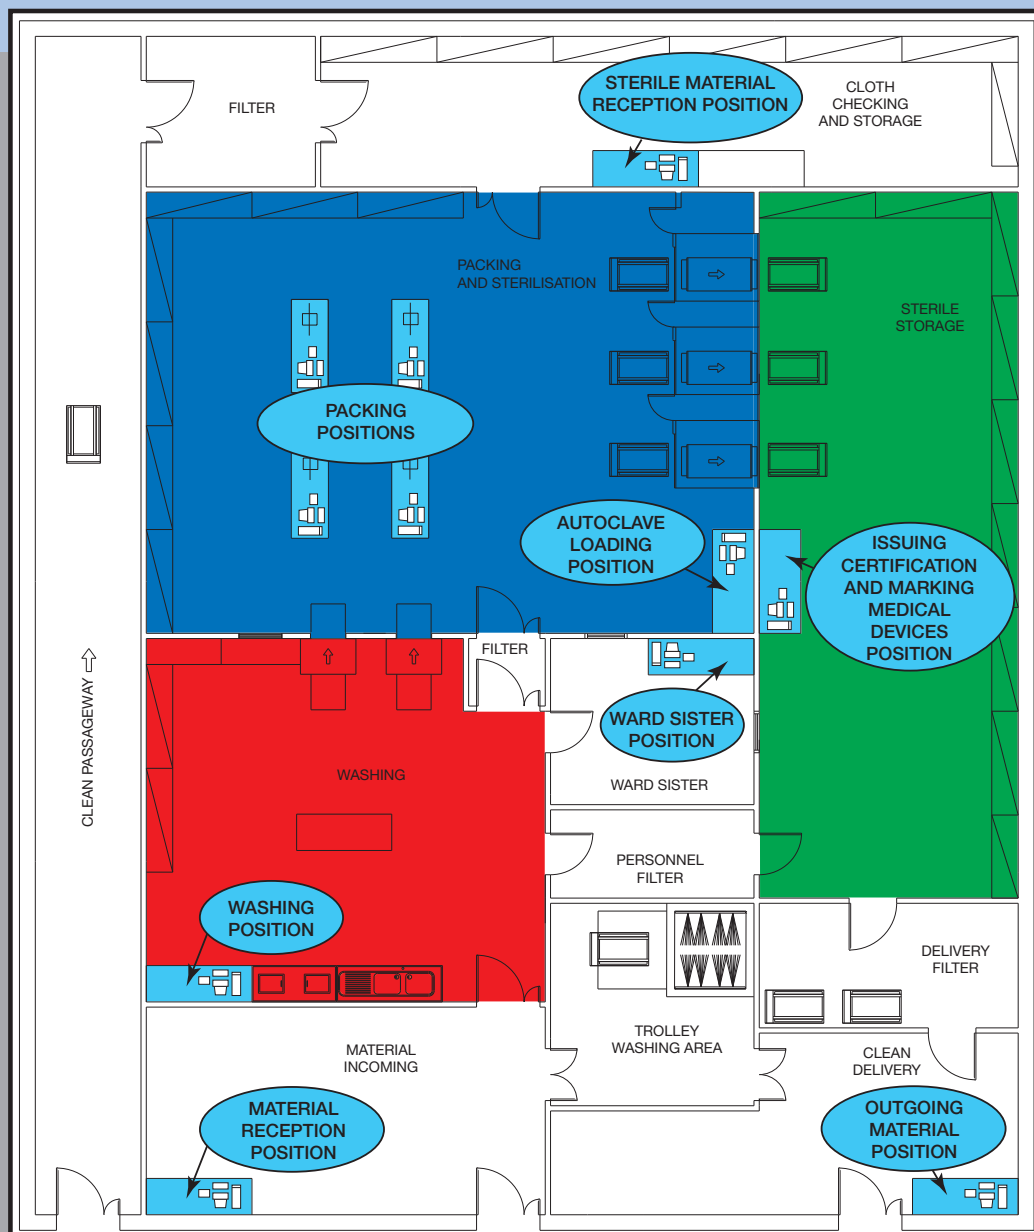 STERILE MATERIAL
RECEPTION POSITION
CLOTH
CHECKING
AND STORAGE
FILTER
PACKING
AND STERILISATION
STERILE
STORAGE
PACKING
POSITIONS
AUTOCLAVE
LOADING
POSITION
ISSUING
CERTIFICATION
AND MARKING
MEDICAL
DEVICES
POSITION
CLEAN PASSAGEWAY
FILTER
WARD SISTER
POSITION
WARD SISTER
WASHING
PERSONNEL
FILTER
WASHING
POSITION
DELIVERY
FILTER
TROLLEY
WASHING AREA
MATERIAL
INCOMING
CLEAN
DELIVERY
MATERIAL
RECEPTION
POSITION
OUTGOING
MATERIAL
POSITION